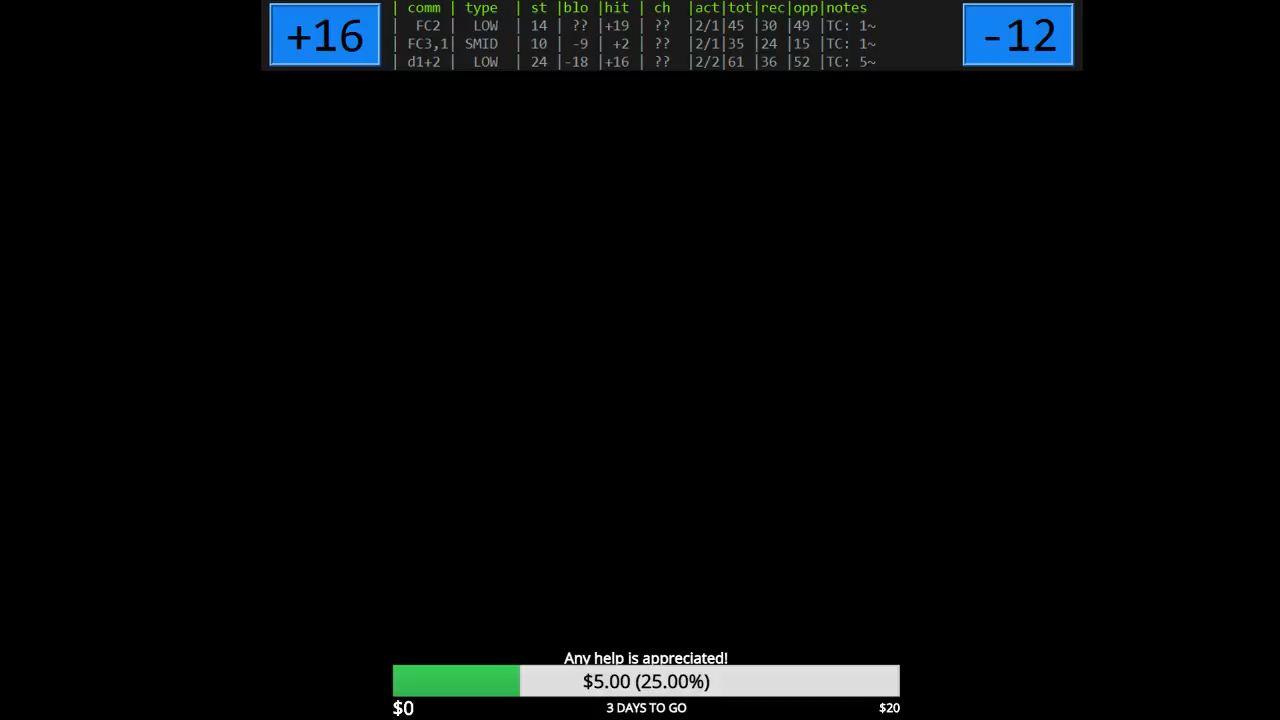 +16
| comm | type | st |blo |hit | ch |act|tot|rec|opp|notes
| FC2 | LOW | 14 | ?? |+19 | ?? |2/1|45 |30 |49 |TC: 1~
| FC3,1| SMID | 10 | -9 | +2 | ?? |2/1|35 |24 |15 |TC: 1~
| d1+2 | LOW | 24 |-18 |+16 | ?? |2/2|61 |36 |52 |TC: 5~
-12
Any help is appreciated!
$5.00 (25.00%)
$0 3 DAYS TO GO $20